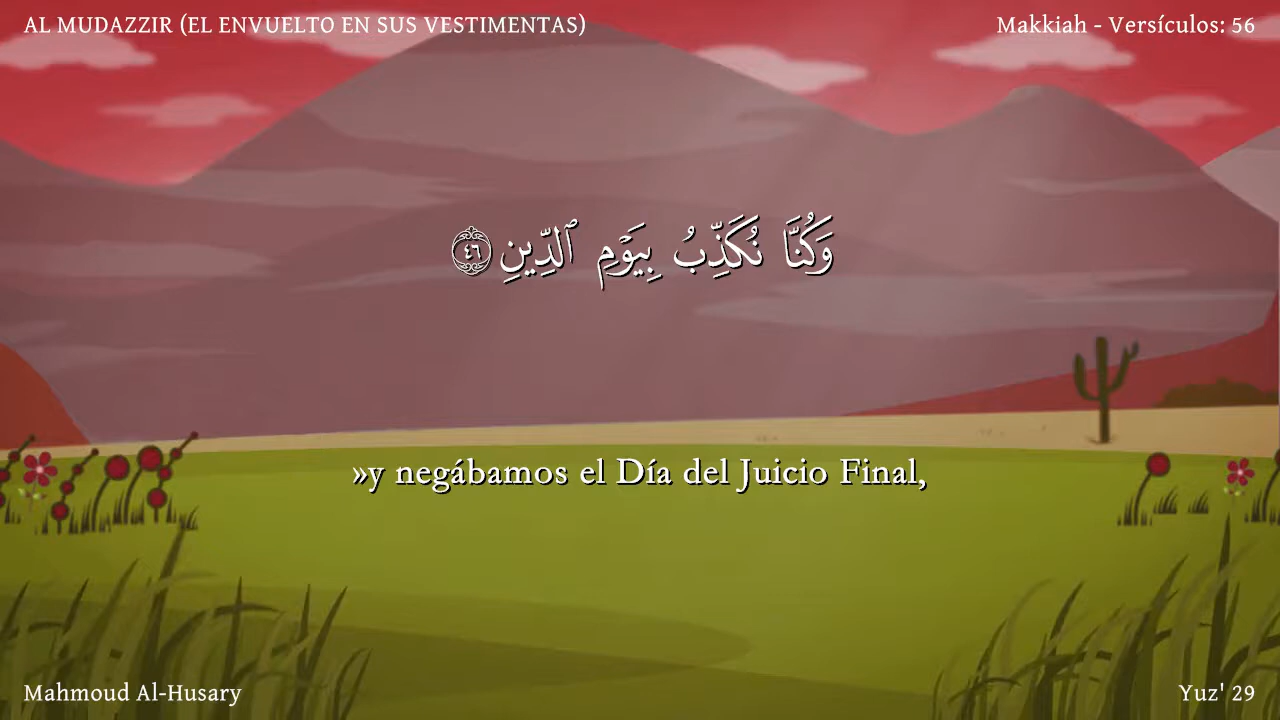 AL MUDAZZIR (EL ENVUELTO EN SUS VESTIMENTAS)
Makkiah - Versículos: 56
وَكُنَّا نُكَذِّبُ بِيَوْمِ ٱلدِّينِ ٤٦
»y negábamos el Día del Juicio Final,
Mahmoud Al-Husary
Yuz' 29